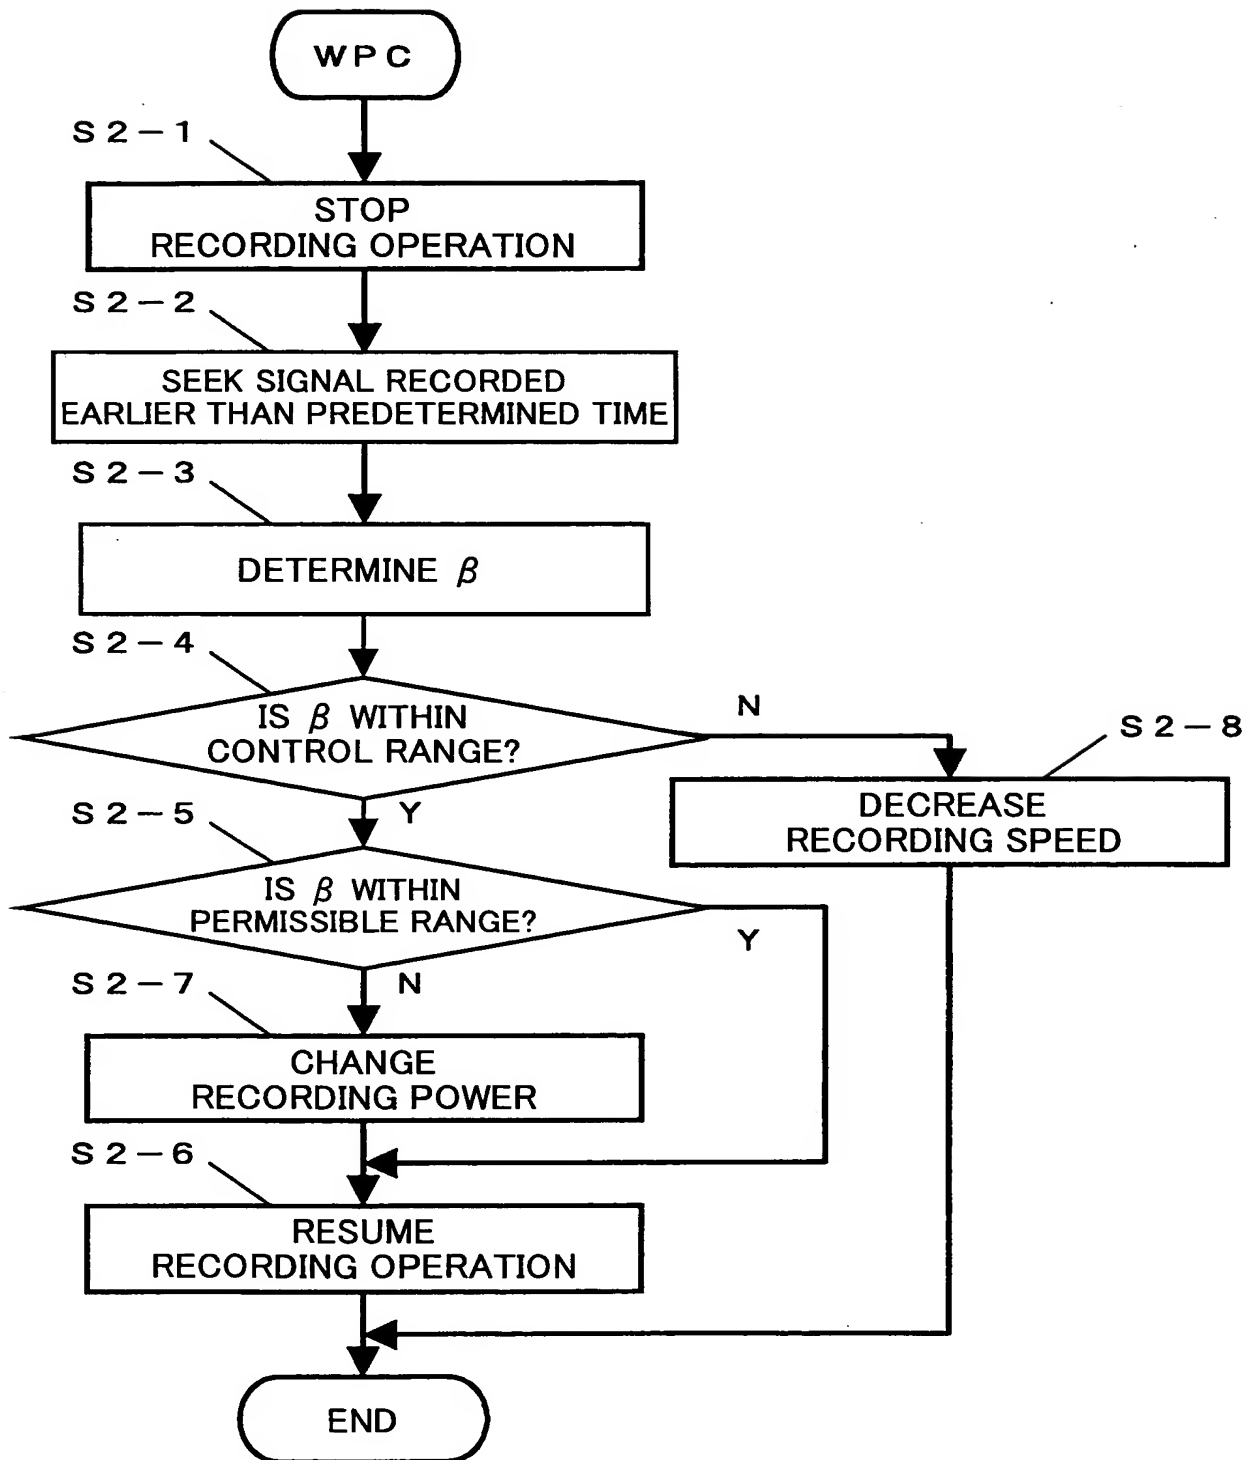 WPC
S2-1
STOP
RECORDING OPERATION
S2-2
SEEK SIGNAL RECORDED
EARLIER THAN PREDETERMINED TIME
S2-3
DETERMINE β
S2-4
IS β WITHIN
CONTROL RANGE?
N
S2-8
DECREASE
RECORDING SPEED
Y
S2-5
IS β WITHIN
PERMISSIBLE RANGE?
Y
N
S2-7
CHANGE
RECORDING POWER
S2-6
RESUME
RECORDING OPERATION
END